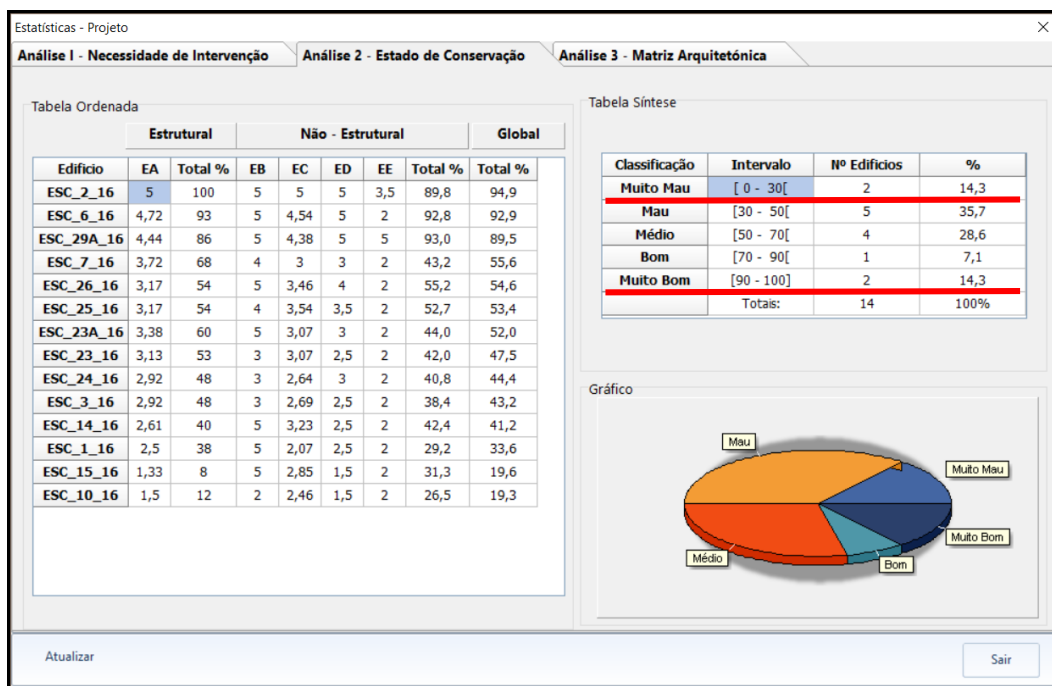 Estatísticas - Projeto
Análise I - Necessidade de Intervenção Análise 2 - Estado de Conservação Análise 3 - Matriz Arquitetónica
Tabela Ordenada
Estrutural Não - Estrutural Global
Edificio EA Total % EB EC ED EE Total % Total %
ESC_2_16 5 100 5 5 5 3,5 89,8 94,9
ESC_6_16 4,72 93 5 4,54 5 2 92,8 92,9
ESC_29A_16 4,44 86 5 4,38 5 5 93,0 89,5
ESC_7_16 3,72 68 4 3 3 2 43,2 55,6
ESC_26_16 3,17 54 5 3,46 4 2 55,2 54,6
ESC_25_16 3,17 54 4 3,54 3,5 2 52,7 53,4
ESC_23A_16 3,38 60 5 3,07 3 2 44,0 52,0
ESC_23_16 3,13 53 3 3,07 2,5 2 42,0 47,5
ESC_24_16 2,92 48 3 2,64 3 2 40,8 44,4
ESC_3_16 2,92 48 3 2,69 2,5 2 38,4 43,2
ESC_14_16 2,61 40 5 3,23 2,5 2 42,4 41,2
ESC_1_16 2,5 38 5 2,07 2,5 2 29,2 33,6
ESC_15_16 1,33 8 5 2,85 1,5 2 31,3 19,6
ESC_10_16 1,5 12 2 2,46 1,5 2 26,5 19,3
Tabela Síntese
Classificação Intervalo Nº Edificios %
Muito Mau [ 0 - 30[ 2 14,3
Mau [30 - 50[ 5 35,7
Médio [50 - 70[ 4 28,6
Bom [70 - 90[ 1 7,1
Muito Bom [90 - 100] 2 14,3
Totais: 14 100%
Gráfico
Mau
Muito Mau
Muito Bom
Médio
Bom
Atualizar
Sair